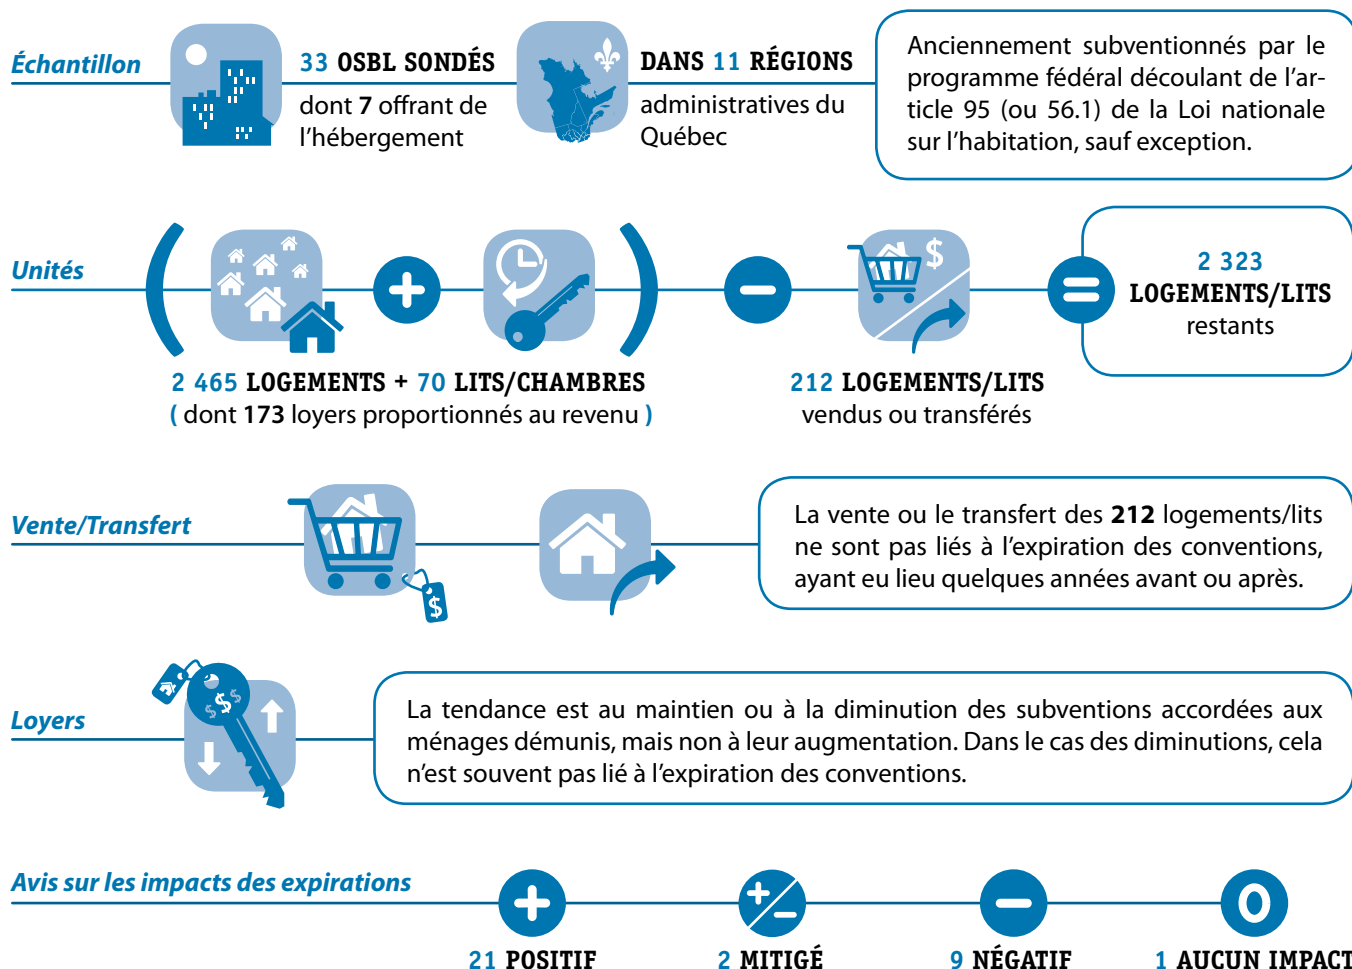 Échantillon
33 OSBL SONDÉS
dont 7 offrant de
l'hébergement
DANS 11 RÉGIONS
administratives du
Québec
Anciennement subventionnés par le
programme fédéral découlant de l'ar-
ticle 95 (ou 56.1) de la Loi nationale
sur l'habitation, sauf exception.
Unités
2 465 LOGEMENTS + 70 LITS/CHAMBRES
( dont 173 loyers proportionnés au revenu )
$
212 LOGEMENTS/LITS
vendus ou transférés
2 323
LOGEMENTS/LITS
restants
Vente/Transfert
$
La vente ou le transfert des 212 logements/lits
ne sont pas liés à l'expiration des conventions,
ayant eu lieu quelques années avant ou après.
Loyers
$ $ $
La tendance est au maintien ou à la diminution des subventions accordées aux
ménages démunis, mais non à leur augmentation. Dans le cas des diminutions, cela
n'est souvent pas lié à l'expiration des conventions.
Avis sur les impacts des expirations
21 POSITIF
2 MITIGÉ
9 NÉGATIF
0
1 AUCUN IMPACT